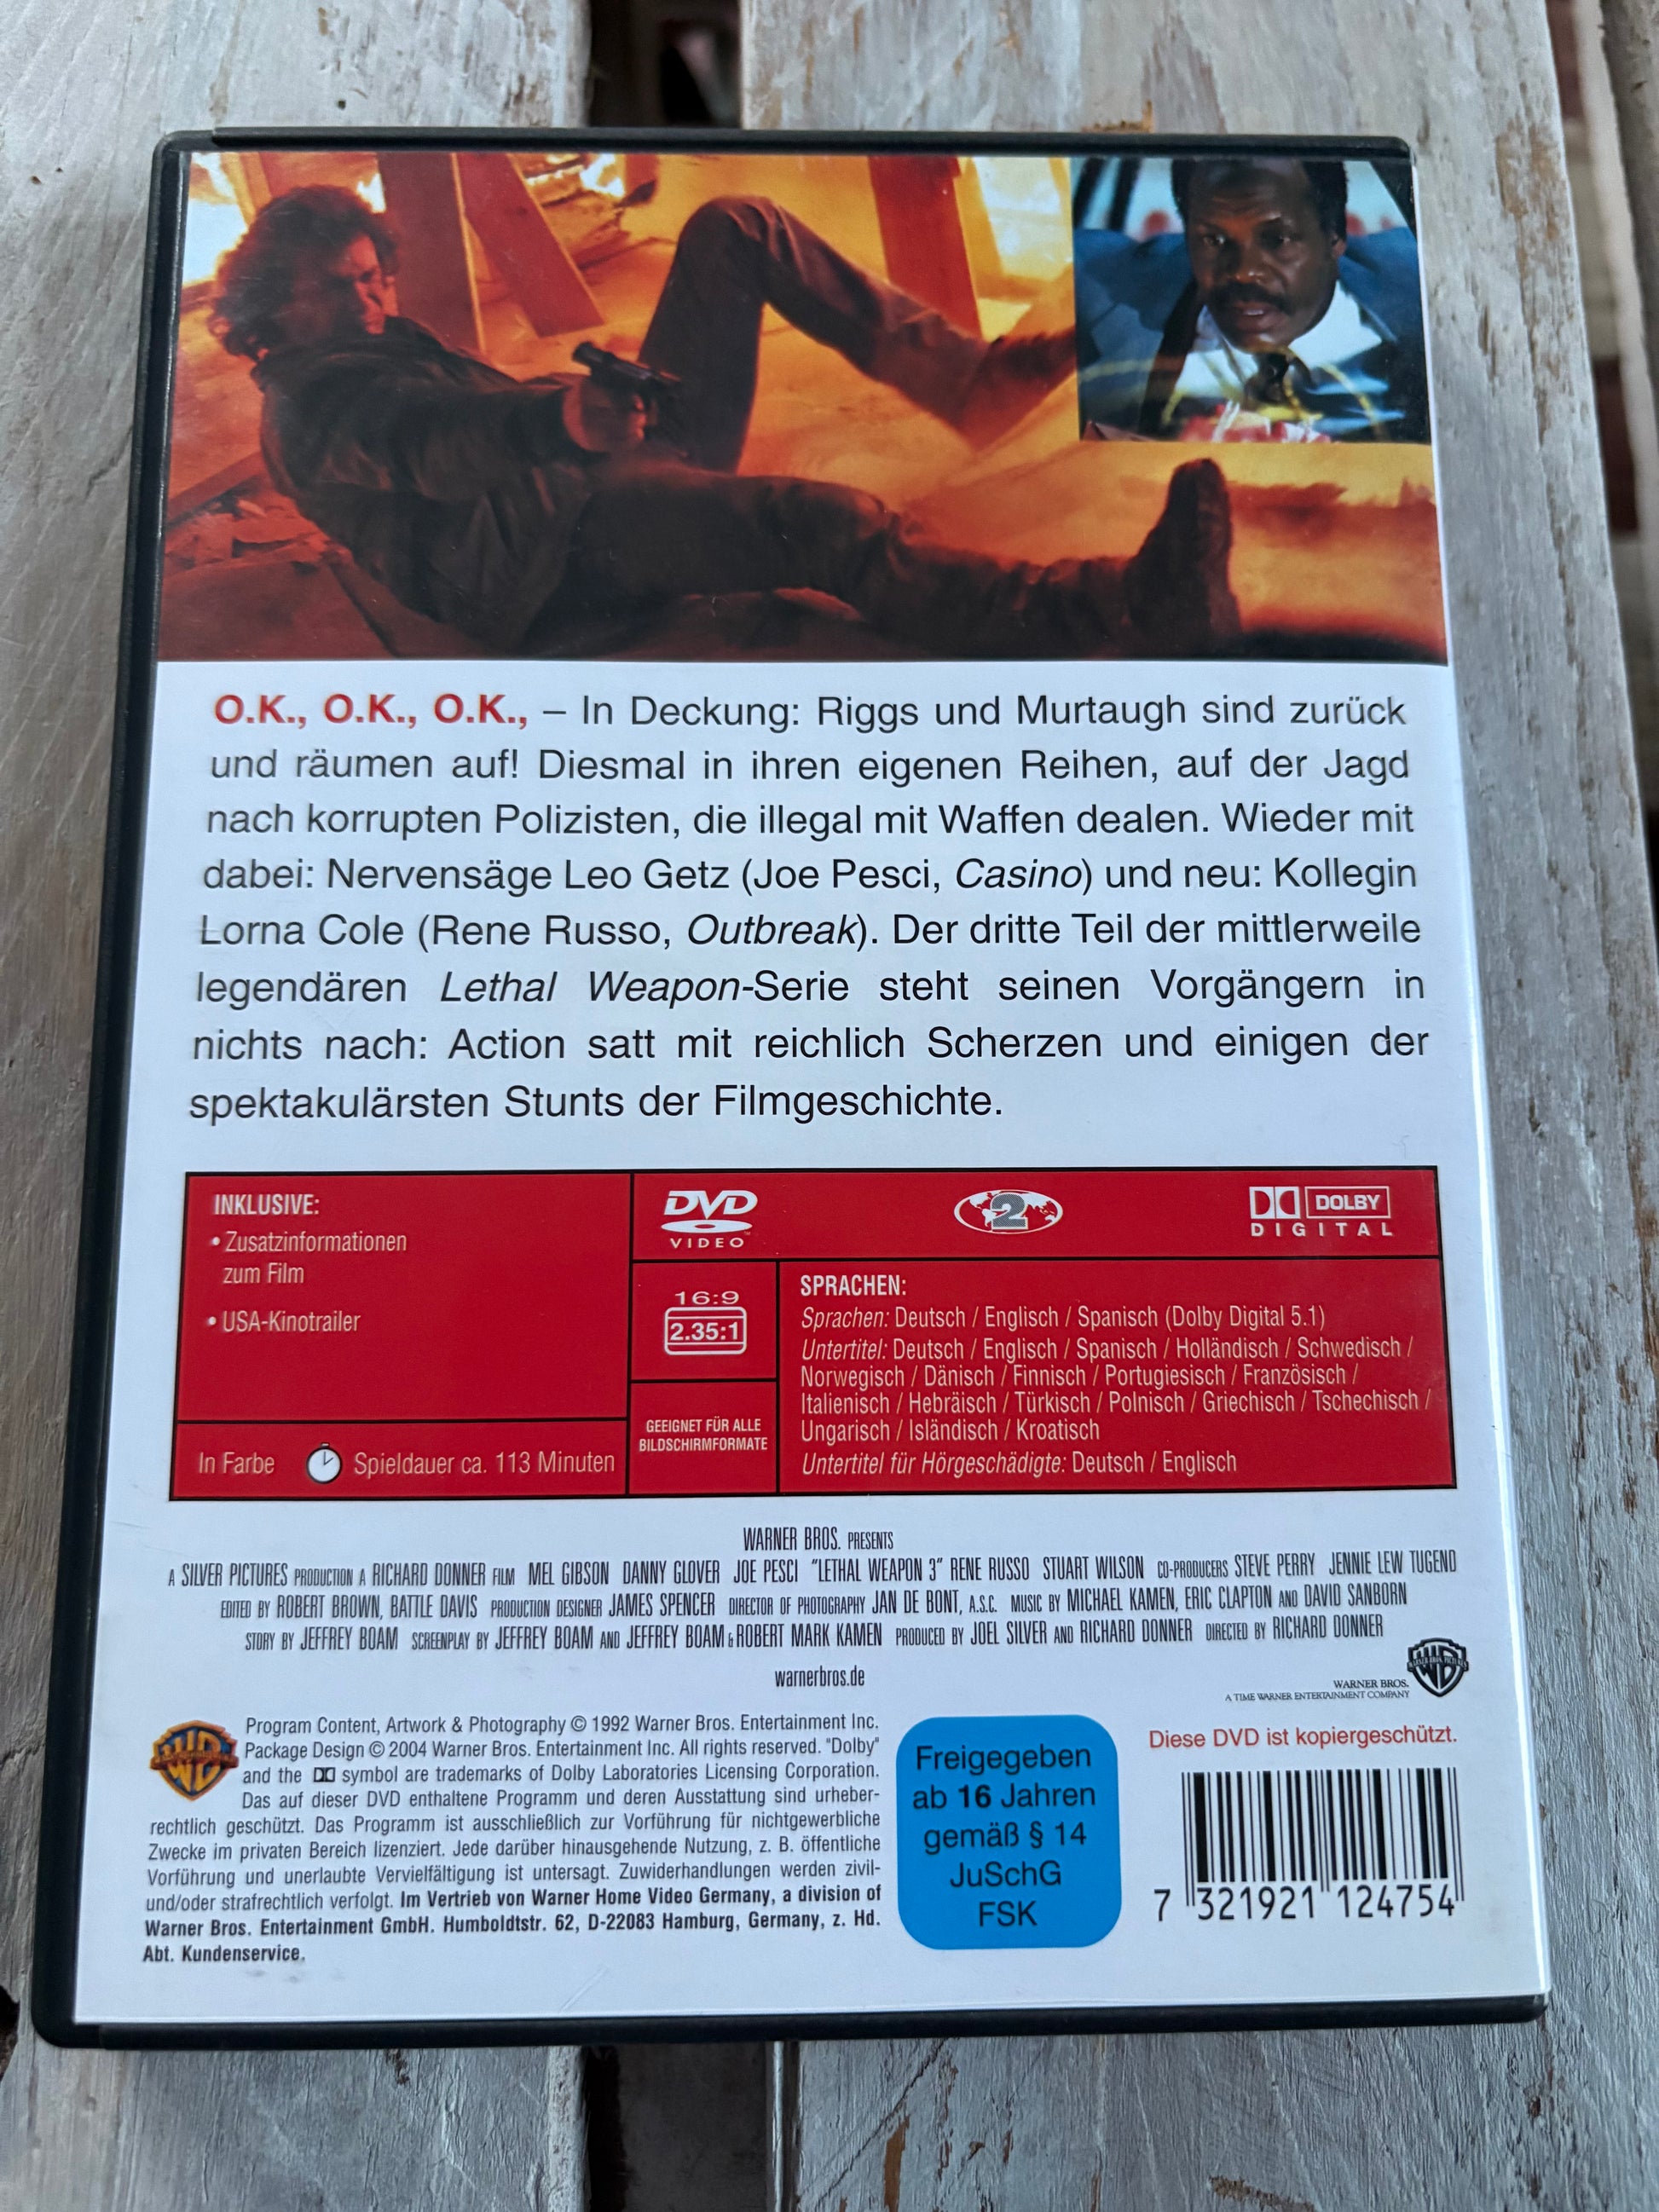 O.K., O.K., O.K., – In Deckung: Riggs und Murtaugh sind zurück
und räumen auf! Diesmal in ihren eigenen Reihen, auf der Jagd
nach korrupten Polizisten, die illegal mit Waffen dealen. Wieder mit
dabei: Nervensäge Leo Getz (Joe Pesci, Casino) und neu: Kollegin
Lorna Cole (Rene Russo, Outbreak). Der dritte Teil der mittlerweile
legendären Lethal Weapon-Serie steht seinen Vorgängern in
nichts nach: Action satt mit reichlich Scherzen und einigen der
spektakulärsten Stunts der Filmgeschichte.
INKLUSIVE:
• Zusatzinformationen
zum Film
• USA-Kinotrailer
In Farbe
Spieldauer ca. 113 Minuten
DVD
VIDEO
2
DOLBY
DIGITAL
16:9
2.35:1
GEEIGNET FÜR ALLE
BILDSCHIRMFORMATE
SPRACHEN:
Sprachen: Deutsch / Englisch / Spanisch (Dolby Digital 5.1)
Untertitel: Deutsch / Englisch / Spanisch / Holländisch / Schwedisch /
Norwegisch / Dänisch / Finnisch / Portugiesisch / Französisch /
Italienisch / Hebräisch / Türkisch / Polnisch / Griechisch / Tschechisch /
Ungarisch / Isländisch / Kroatisch
Untertitel für Hörgeschädigte: Deutsch / Englisch
WARNER BROS. PRESENTS
A SILVER PICTURES PRODUCTION A RICHARD DONNER FILM MEL GIBSON DANNY GLOVER JOE PESCI "LETHAL WEAPON 3" RENE RUSSO STUART WILSON CO-PRODUCERS STEVE PERRY JENNIE LEW TUGEND
EDITED BY ROBERT BROWN, BATTLE DAVIS PRODUCTION DESIGNER JAMES SPENCER DIRECTOR OF PHOTOGRAPHY JAN DE BONT, A.S.C. MUSIC BY MICHAEL KAMEN, ERIC CLAPTON AND DAVID SANBORN
STORY BY JEFFREY BOAM SCREENPLAY BY JEFFREY BOAM AND JEFFREY BOAM & ROBERT MARK KAMEN PRODUCED BY JOEL SILVER AND RICHARD DONNER DIRECTED BY RICHARD DONNER
warnerbros.de
WARNER BROS.
A TIME WARNER ENTERTAINMENT COMPANY
Program Content, Artwork & Photography © 1992 Warner Bros. Entertainment Inc.
Package Design © 2004 Warner Bros. Entertainment Inc. All rights reserved. "Dolby"
and the symbol are trademarks of Dolby Laboratories Licensing Corporation.
Das auf dieser DVD enthaltene Programm und deren Ausstattung sind urheber-
rechtlich geschützt. Das Programm ist ausschließlich zur Vorführung für nichtgewerbliche
Zwecke im privaten Bereich lizenziert. Jede darüber hinausgehende Nutzung, z. B. öffentliche
Vorführung und unerlaubte Vervielfältigung ist untersagt. Zuwiderhandlungen werden zivil-
und/oder strafrechtlich verfolgt. Im Vertrieb von Warner Home Video Germany, a division of
Warner Bros. Entertainment GmbH. Humboldtstr. 62, D-22083 Hamburg, Germany, z. Hd.
Abt. Kundenservice.
Freigegeben
ab 16 Jahren
gemäß § 14
JuSchG
FSK
Diese DVD ist kopiergeschützt.
7 321921 124754